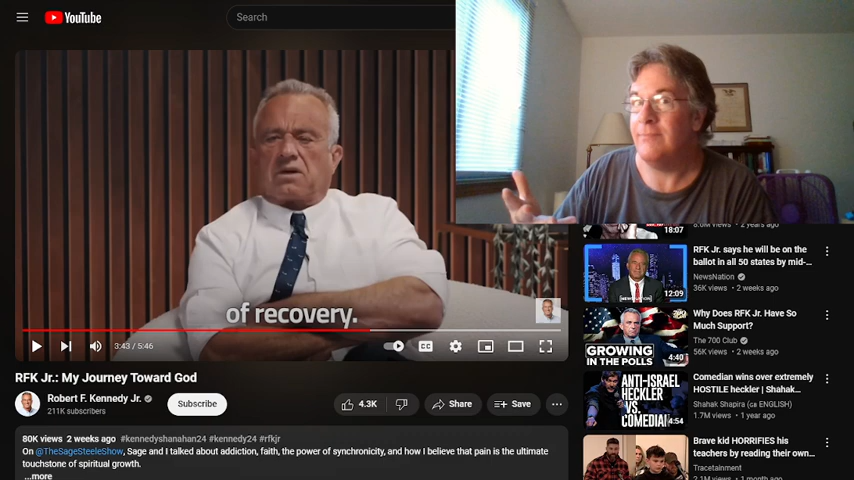 YouTube
Search
of recovery.
3:43 / 5:46
CC
RFK Jr.: My Journey Toward God
Robert F. Kennedy Jr.
211K subscribers
Subscribe
4.3K
Share
Save
80K views 2 weeks ago #kennedyshanahan24 #kennedy24 #rfkjr
On @TheSageSteeleShow, Sage and I talked about addiction, faith, the power of synchronicity, and how I believe that pain is the ultimate
touchstone of spiritual growth.
...more
18:07
8.6M views • 2 years ago
12:09
RFK Jr. says he will be on the
ballot in all 50 states by mid-...
NewsNation
36K views • 2 weeks ago
GROWING
IN THE POLLS
4:40
Why Does RFK Jr. Have So
Much Support?
The 700 Club
56K views • 2 weeks ago
ANTI-ISRAEL
HECKLER
VS.
COMEDIAN
4:54
Comedian wins over extremely
HOSTILE heckler | Shahak...
Shahak Shapira (ENGLISH)
1.7M views • 1 year ago
Brave kid HORRIFIES his
teachers by reading their own...
Tracetainment
2.1M views • 1 month ago